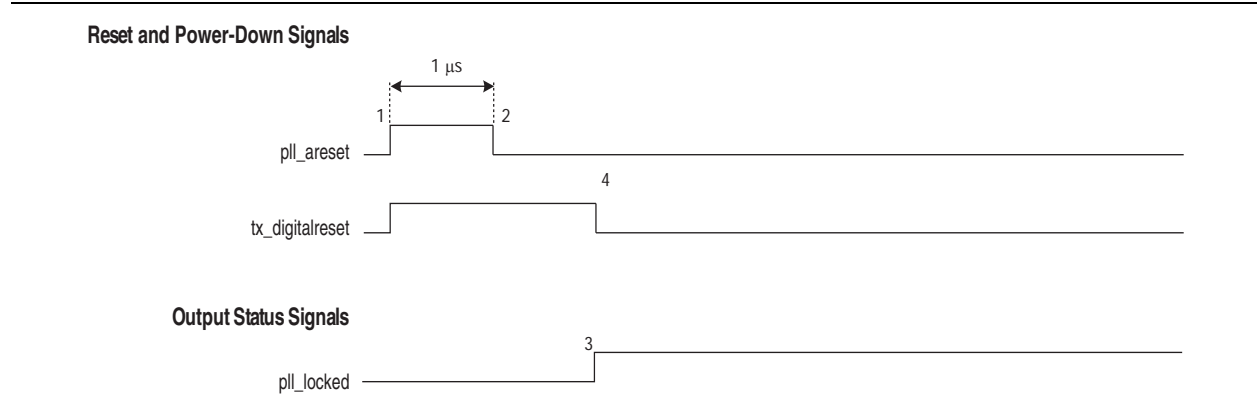 Reset and Power-Down Signals
1 μs
1
2
pll_areset
4
tx_digitalreset
Output Status Signals
3
pll_locked